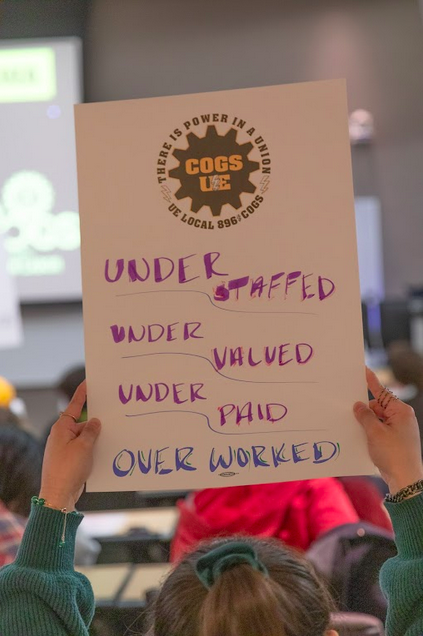 THERE IS POWER IN A UNION
COGS
UE
UE LOCAL 896/COGS
UNDER
STAFFED
UNDER
VALUED
UNDER
PAID
OVER WORKED